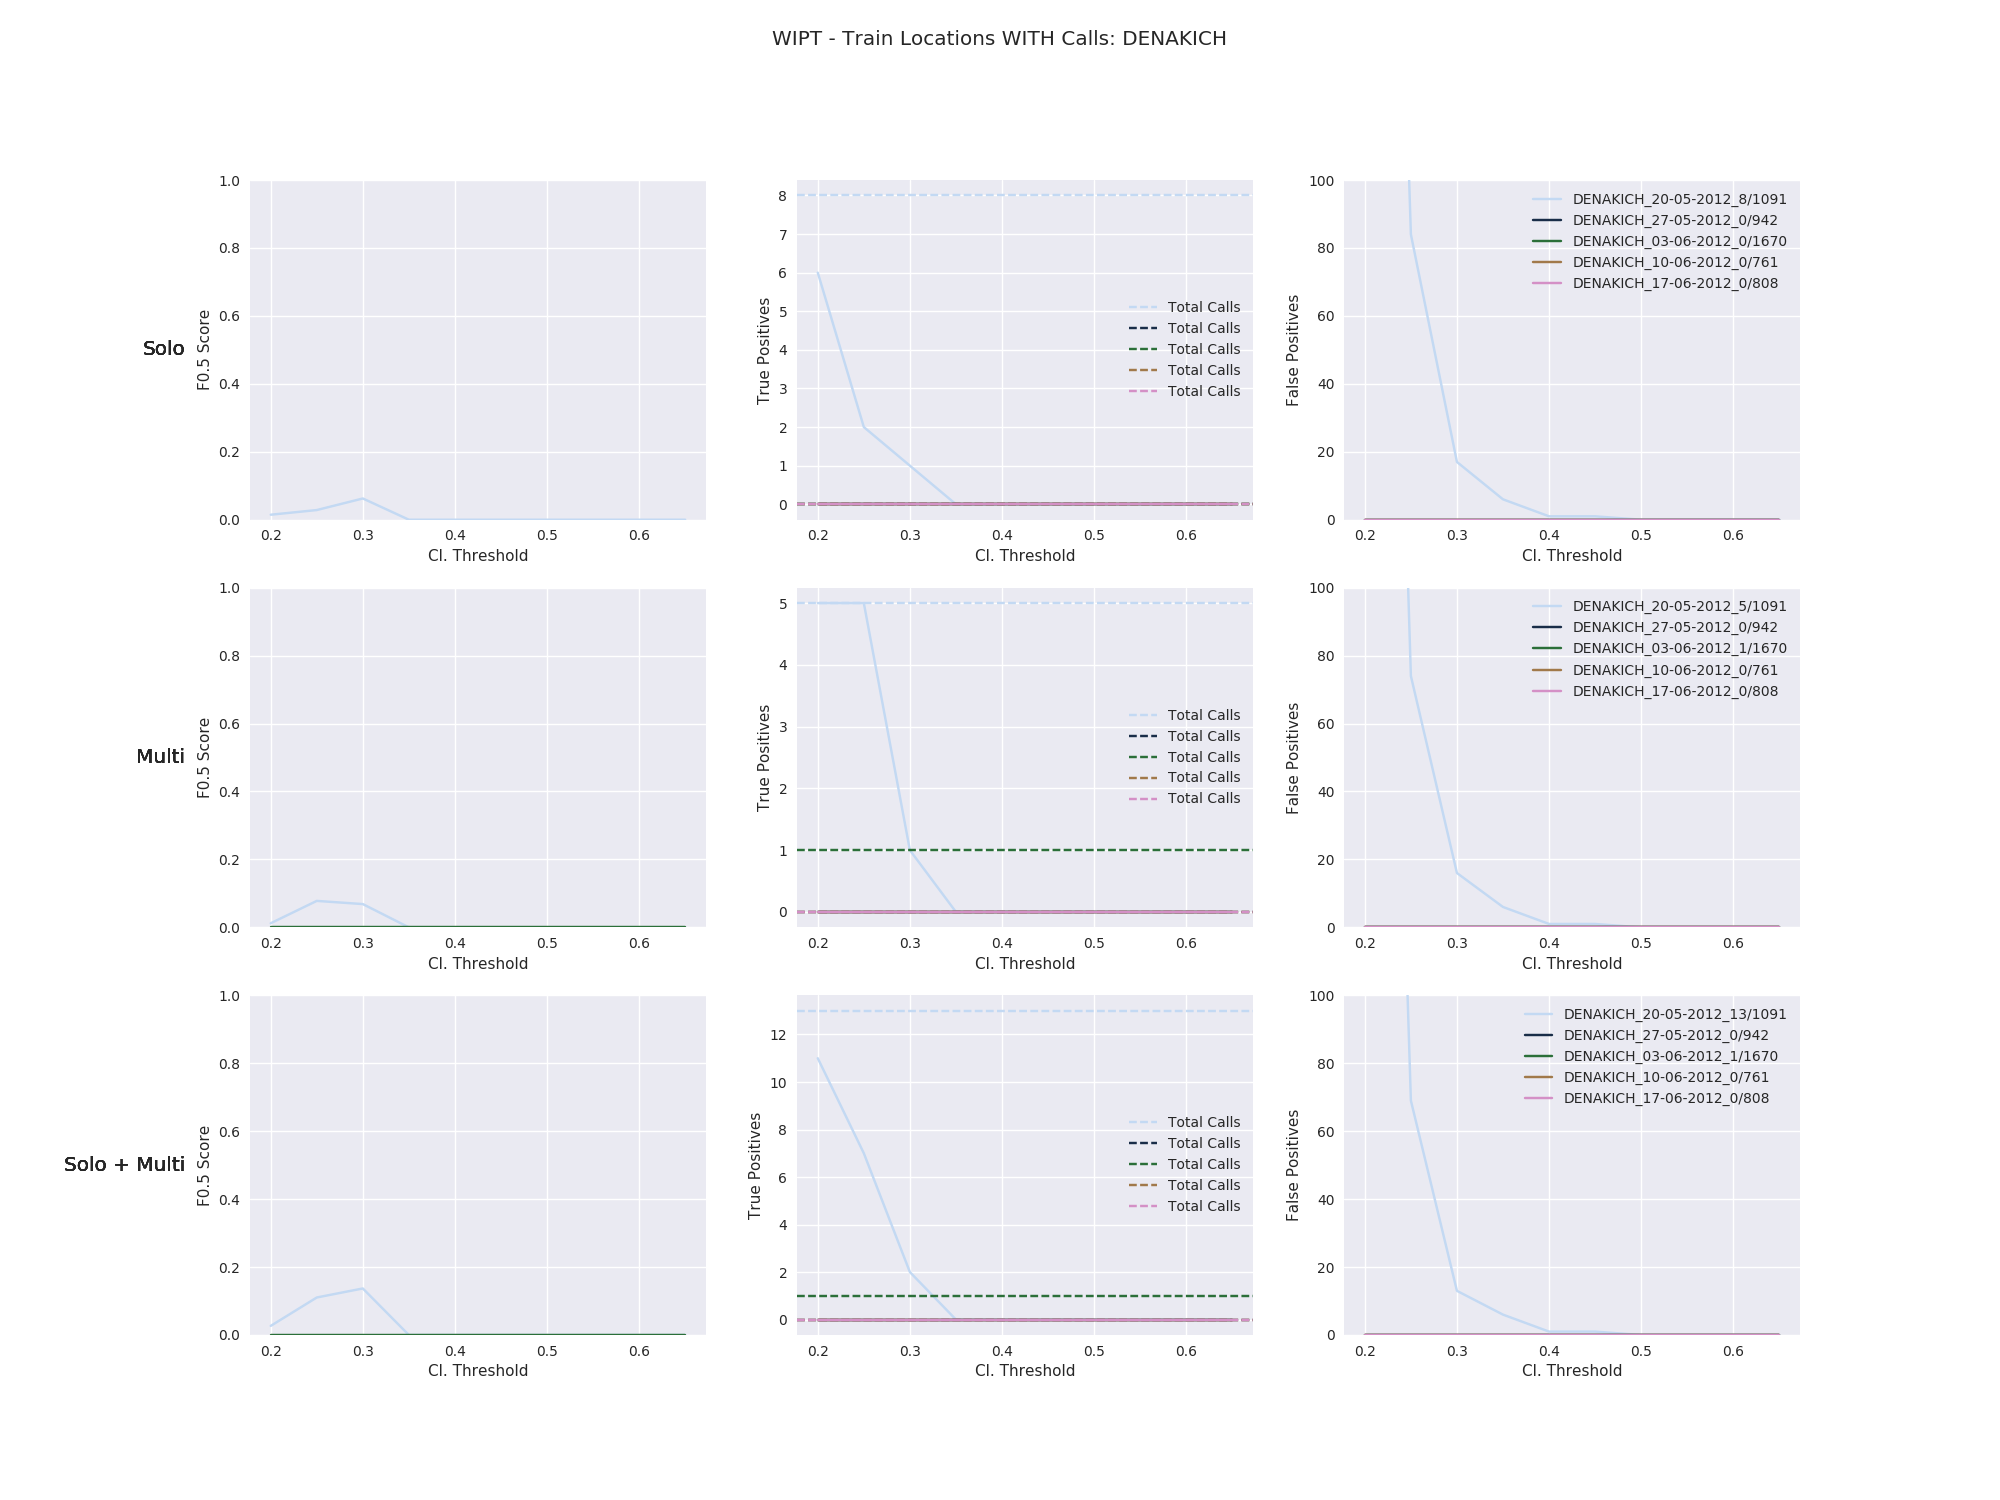 WIPT - Train Locations WITH Calls: DENAKICH
Solo
F0.5 Score
1.0
0.8
0.6
0.4
0.2
0.0
0.2 0.3 0.4 0.5 0.6
Cl. Threshold
True Positives
8
7
6
5
4
3
2
1
0
Total Calls
Total Calls
Total Calls
Total Calls
Total Calls
0.2 0.3 0.4 0.5 0.6
Cl. Threshold
False Positives
100
80
60
40
20
0
DENAKICH_20-05-2012_8/1091
DENAKICH_27-05-2012_0/942
DENAKICH_03-06-2012_0/1670
DENAKICH_10-06-2012_0/761
DENAKICH_17-06-2012_0/808
0.2 0.3 0.4 0.5 0.6
Cl. Threshold
Multi
F0.5 Score
1.0
0.8
0.6
0.4
0.2
0.0
0.2 0.3 0.4 0.5 0.6
Cl. Threshold
True Positives
5
4
3
2
1
0
Total Calls
Total Calls
Total Calls
Total Calls
Total Calls
0.2 0.3 0.4 0.5 0.6
Cl. Threshold
False Positives
100
80
60
40
20
0
DENAKICH_20-05-2012_5/1091
DENAKICH_27-05-2012_0/942
DENAKICH_03-06-2012_1/1670
DENAKICH_10-06-2012_0/761
DENAKICH_17-06-2012_0/808
0.2 0.3 0.4 0.5 0.6
Cl. Threshold
Solo + Multi
F0.5 Score
1.0
0.8
0.6
0.4
0.2
0.0
0.2 0.3 0.4 0.5 0.6
Cl. Threshold
True Positives
12
10
8
6
4
2
0
Total Calls
Total Calls
Total Calls
Total Calls
Total Calls
0.2 0.3 0.4 0.5 0.6
Cl. Threshold
False Positives
100
80
60
40
20
0
DENAKICH_20-05-2012_13/1091
DENAKICH_27-05-2012_0/942
DENAKICH_03-06-2012_1/1670
DENAKICH_10-06-2012_0/761
DENAKICH_17-06-2012_0/808
0.2 0.3 0.4 0.5 0.6
Cl. Threshold